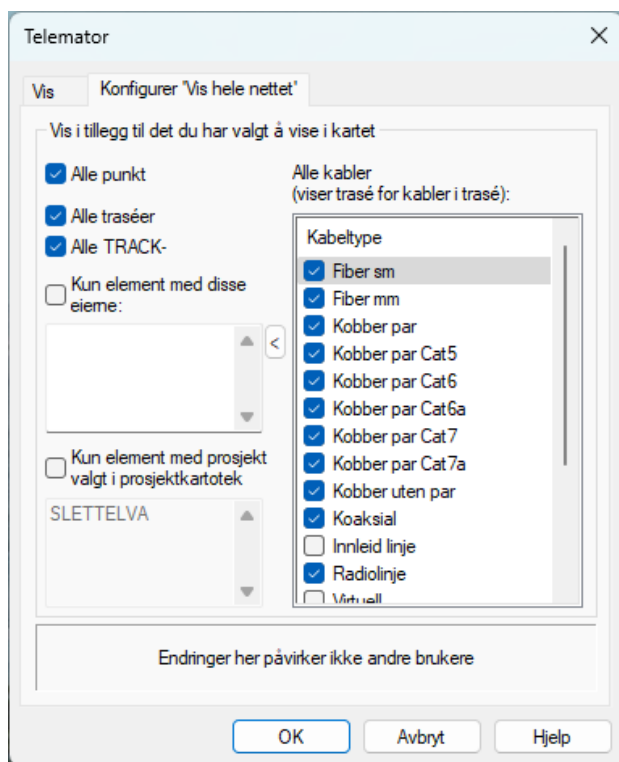 Telemator
Vis
Konfigurer 'Vis hele nettet'
Vis i tillegg til det du har valgt å vise i kartet
Alle punkt
Alle traséer
Alle TRACK-
Kun element med disse
eierne:
<
Kun element med prosjekt
valgt i prosjektkartotek
SLETTELVA
Alle kabler
(viser trasé for kabler i trasé):
Kabeltype
Fiber sm
Fiber mm
Kobber par
Kobber par Cat5
Kobber par Cat6
Kobber par Cat6a
Kobber par Cat7
Kobber par Cat7a
Kobber uten par
Koaksial
Innleid linje
Radiolinje
Virtuell
Endringer her påvirker ikke andre brukere
OK
Avbryt
Hjelp